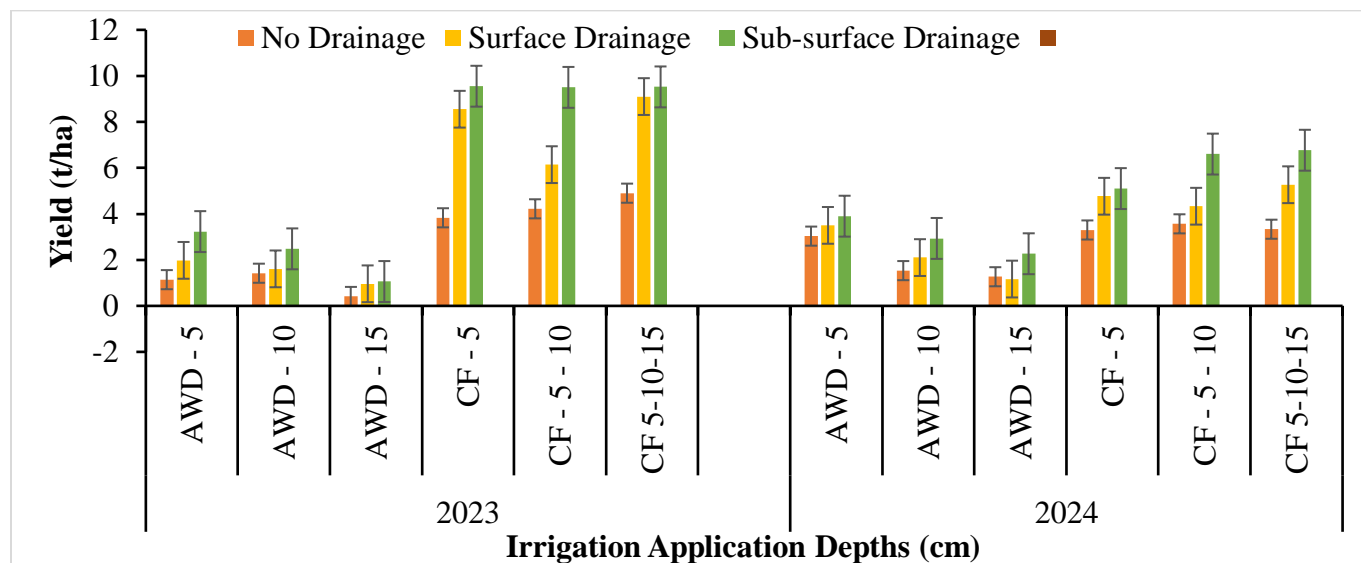 No Drainage Surface Drainage Sub-surface Drainage
Yield (t/ha)
12
10
8
6
4
2
0
-2
AWD - 5
AWD - 10
AWD - 15
CF - 5
CF - 5 - 10
CF 5-10-15
AWD - 5
AWD - 10
AWD - 15
CF - 5
CF - 5 - 10
CF 5-10-15
2023 2024
Irrigation Application Depths (cm)